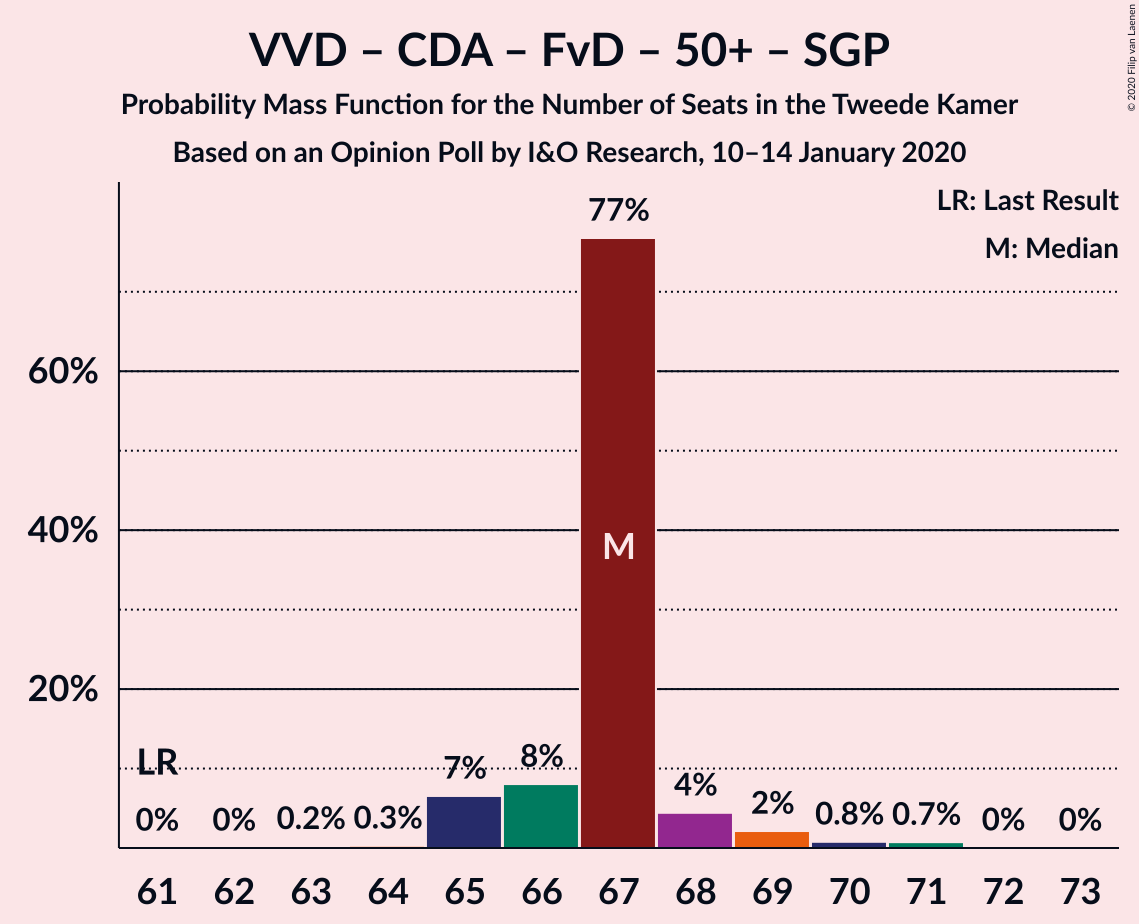 VVD – CDA – FvD – 50+ – SGP
Probability Mass Function for the Number of Seats in the Tweede Kamer
Based on an Opinion Poll by I&O Research, 10–14 January 2020
© 2020 Filip van Laenen
LR: Last Result
M: Median
77%
60%
40%
M
20%
LR
0% 0% 0.2% 0.3% 7% 8% 4% 2% 0.8% 0.7% 0% 0%
61 62 63 64 65 66 67 68 69 70 71 72 73